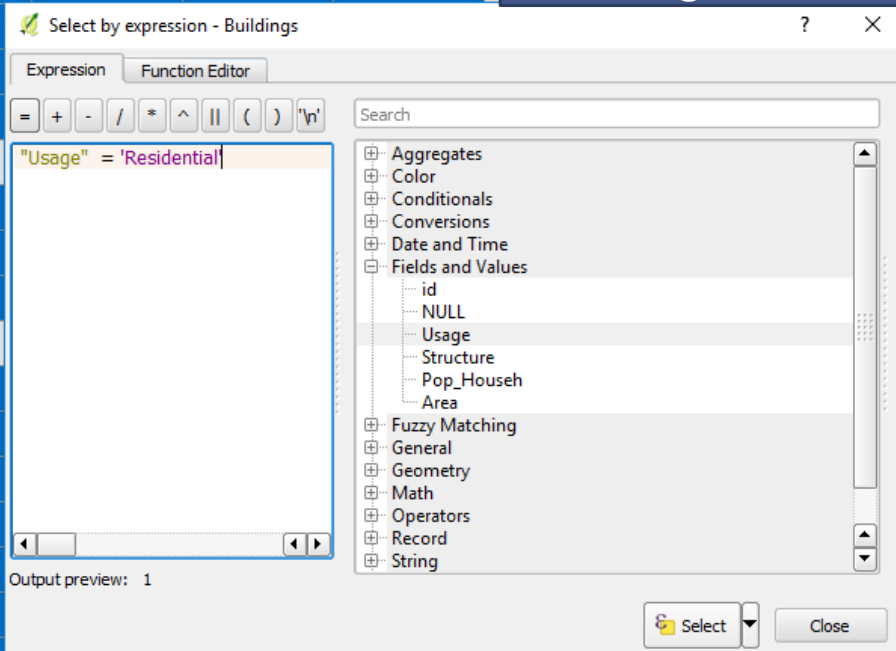 Select by expression - Buildings
?
Expression
Function Editor
= + - / * ^ || ( ) '\n'
Search
"Usage" = 'Residential'
Aggregates
Color
Conditionals
Conversions
Date and Time
Fields and Values
id
NULL
Usage
Structure
Pop_Househ
Area
Fuzzy Matching
General
Geometry
Math
Operators
Record
String
Output preview: 1
Select
Close